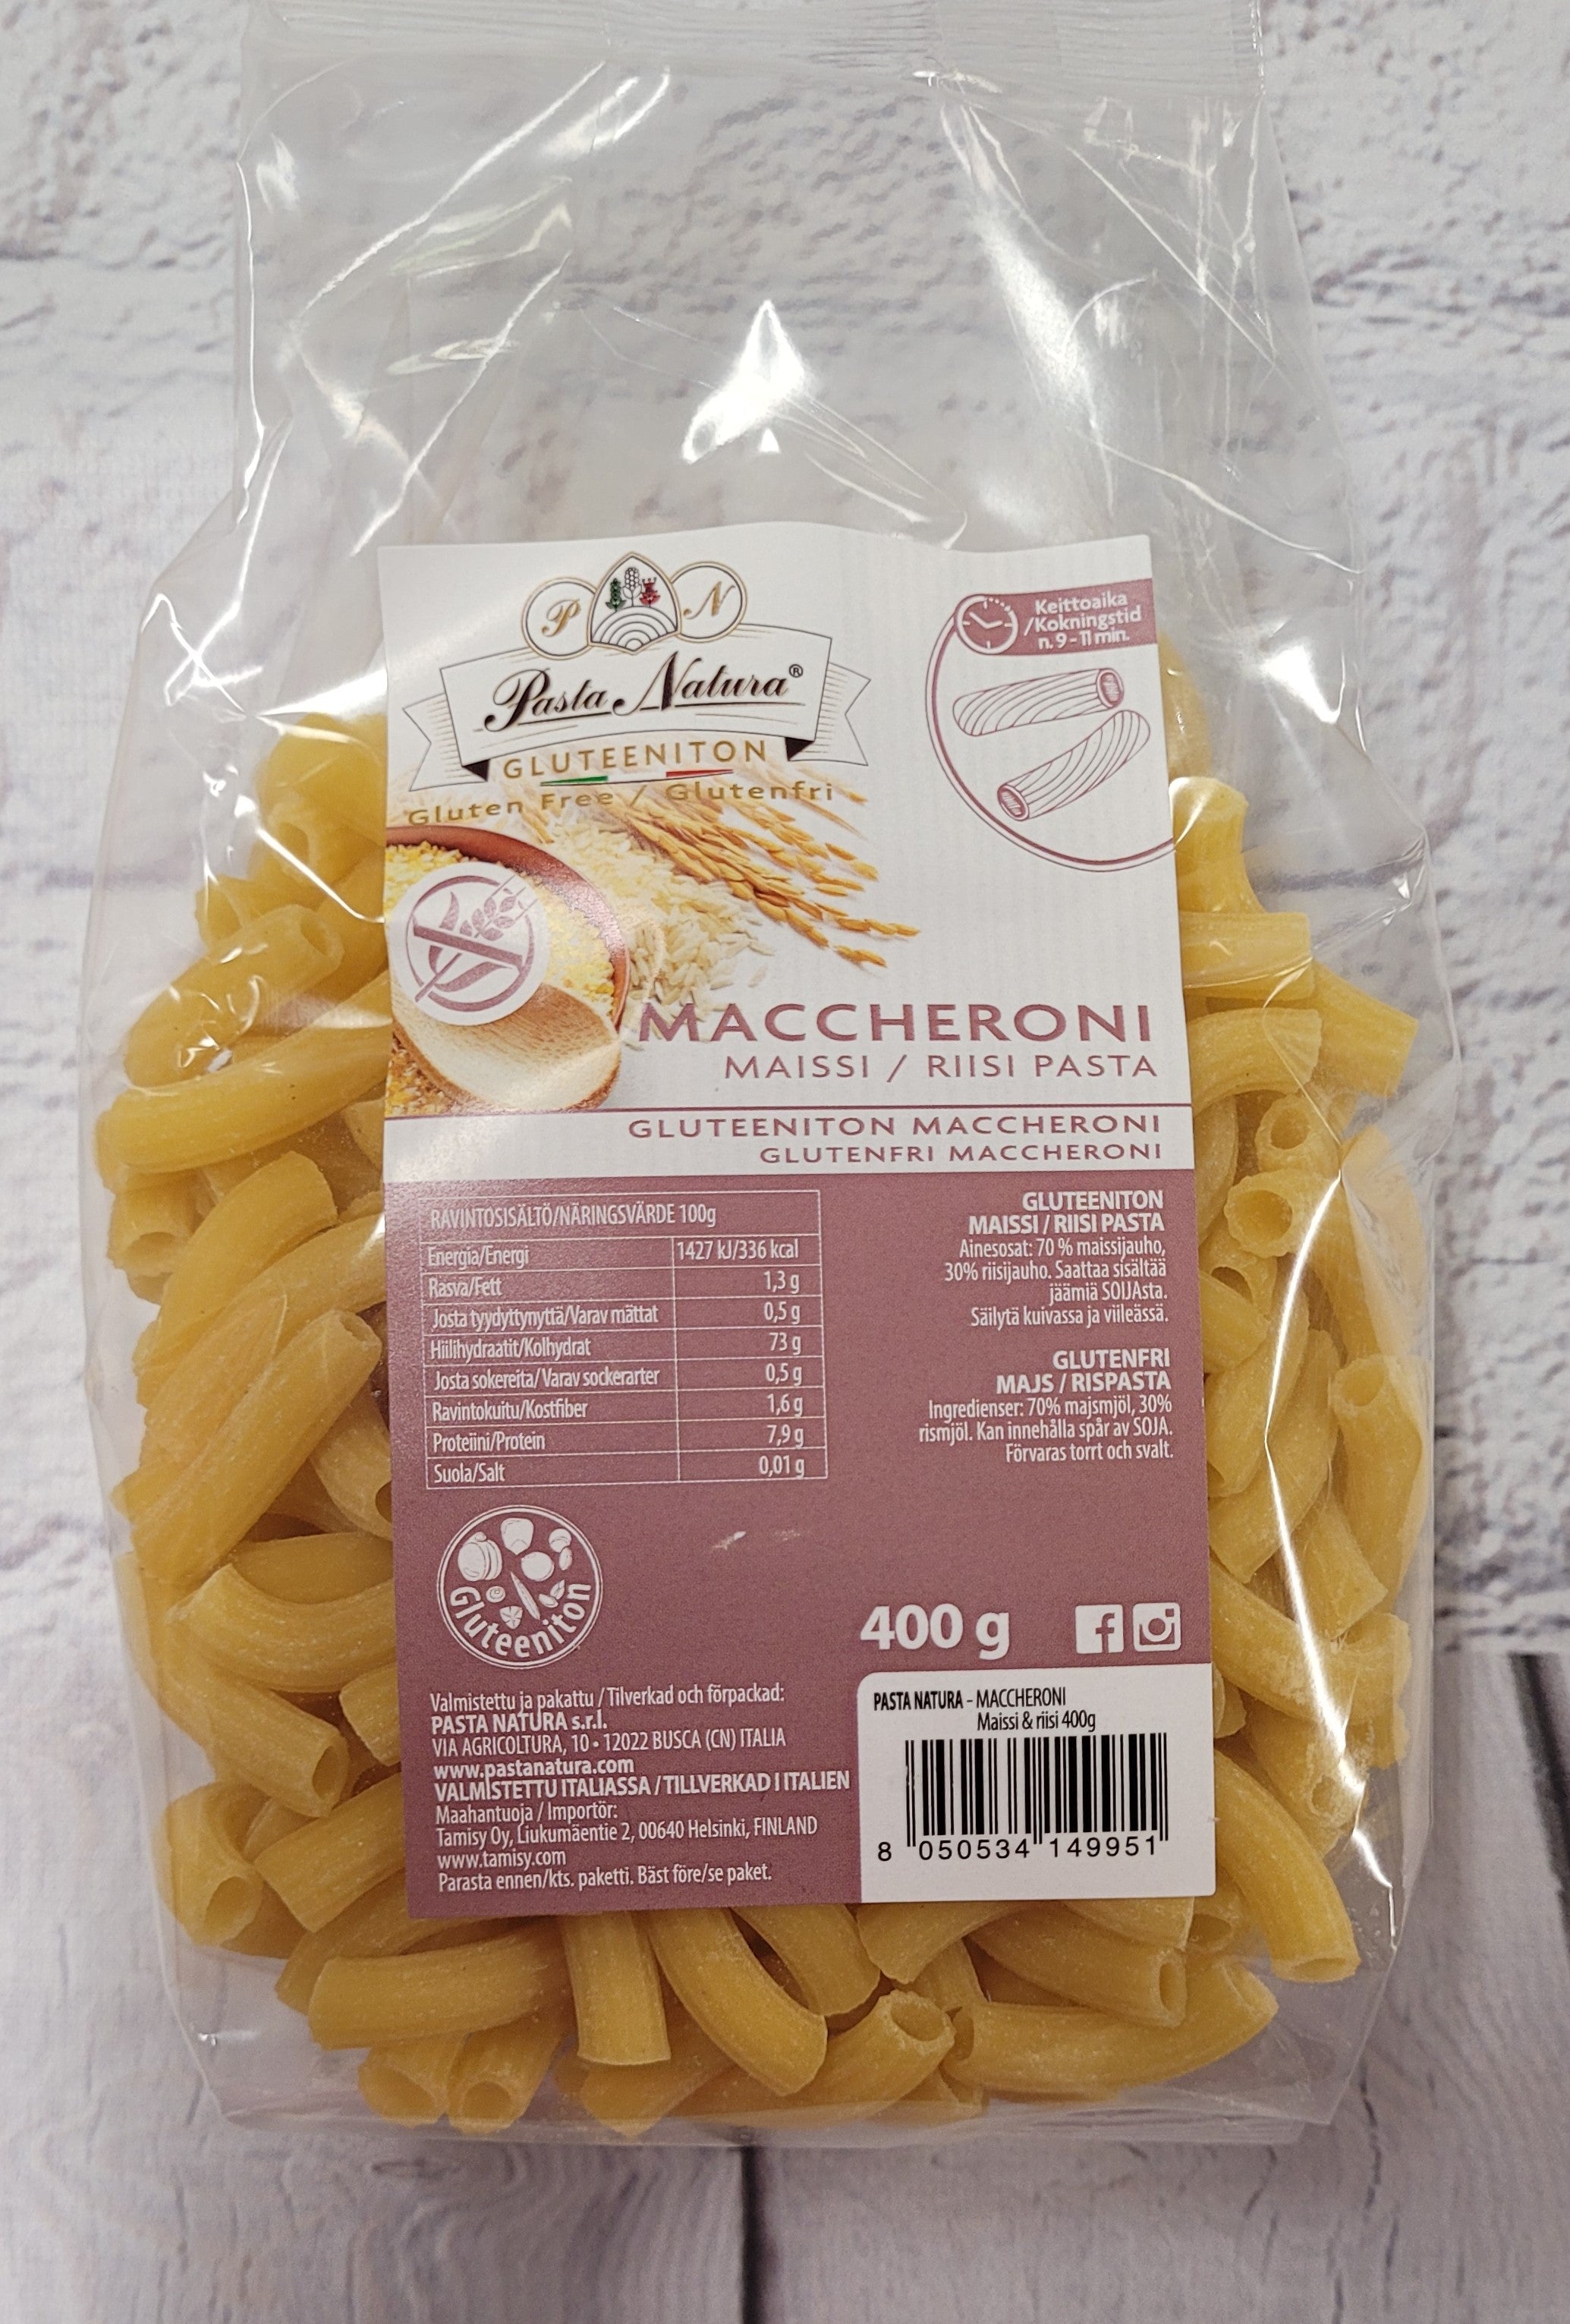 P N
Pasta Natura®
GLUTEENITON
Gluten Free / Glutenfri
Keittoaika
/Kokningstid
n. 9 - 11 min.
MACCHERONI
MAISSI / RIISI PASTA
GLUTEENITON MACCHERONI
GLUTENFRI MACCHERONI
RAVINTOSISÄLTÖ/NÄRINGSVÄRDE 100g
Energia/Energi 1427 kJ/336 kcal
Rasva/Fett 1,3 g
Josta tyydyttynyttä/Varav mättat 0,5 g
Hiilihydraatit/Kolhydrat 73 g
Josta sokereita/Varav sockerarter 0,5 g
Ravintokuitu/Kostfiber 1,6 g
Proteiini/Protein 7,9 g
Suola/Salt 0,01 g
GLUTEENITON
MAISSI / RIISI PASTA
Ainesosat: 70 % maissijauho,
30% riisijauho. Saattaa sisältää
jäämiä SOIJAsta.
Säilytä kuivassa ja viileässä.
GLUTENFRI
MAJS / RISPASTA
Ingredienser: 70% majsmjöl, 30%
rismjöl. Kan innehålla spår av SOJA.
Förvaras torrt och svalt.
Gluteeniton
400 g
Valmistettu ja pakattu / Tilverkad och förpackad:
PASTA NATURA s.r.l.
VIA AGRICOLTURA, 10 • 12022 BUSCA (CN) ITALIA
www.pastanatura.com
VALMISTETTU ITALIASSA / TILLVERKAD I ITALIEN
Maahantuoja / Importör:
Tamisy Oy, Liukumäentie 2, 00640 Helsinki, FINLAND
www.tamisy.com
Parasta ennen/kts. paketti. Bäst före/se paket.
PASTA NATURA - MACCHERONI
Maissi & riisi 400g
8 050534 149951